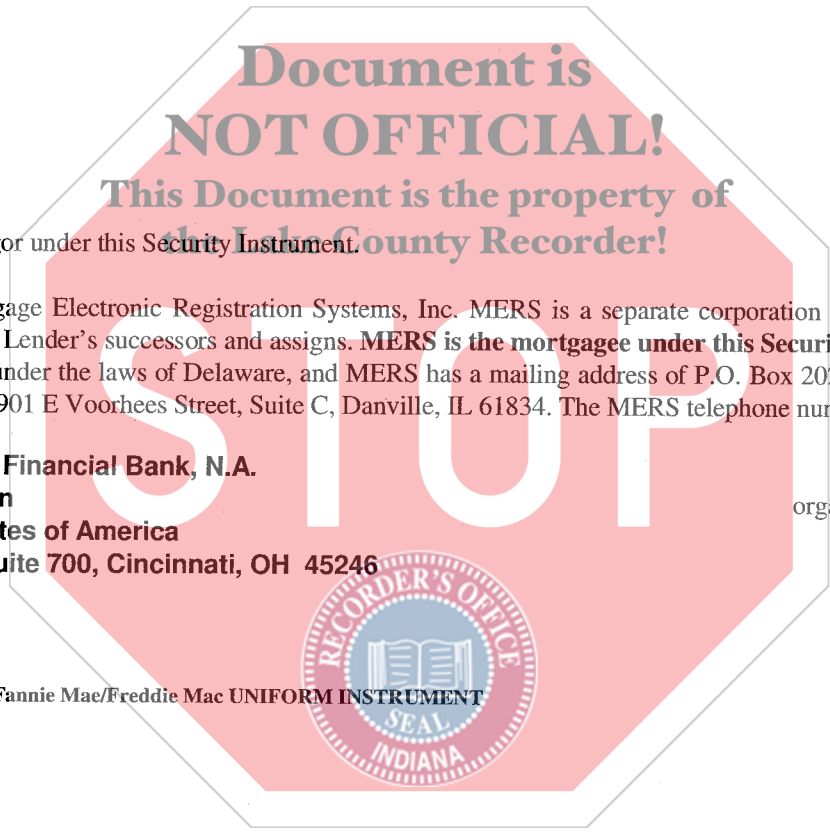 Document is
NOT OFFICIAL!
This Document is the property of
the Lake County Recorder!
or under this Security Instrument.
gage Electronic Registration Systems, Inc. MERS is a separate corporation
Lender's successors and assigns. MERS is the mortgagee under this Securi
nder the laws of Delaware, and MERS has a mailing address of P.O. Box 20
901 E Voorhees Street, Suite C, Danville, IL 61834. The MERS telephone nu
STOP
Financial Bank, N.A.
n
orga
tes of America
uite 700, Cincinnati, OH 45246
RECORDER'S OFFICE
Fannie Mae/Freddie Mac UNIFORM INSTRUMENT
SEAL
INDIANA